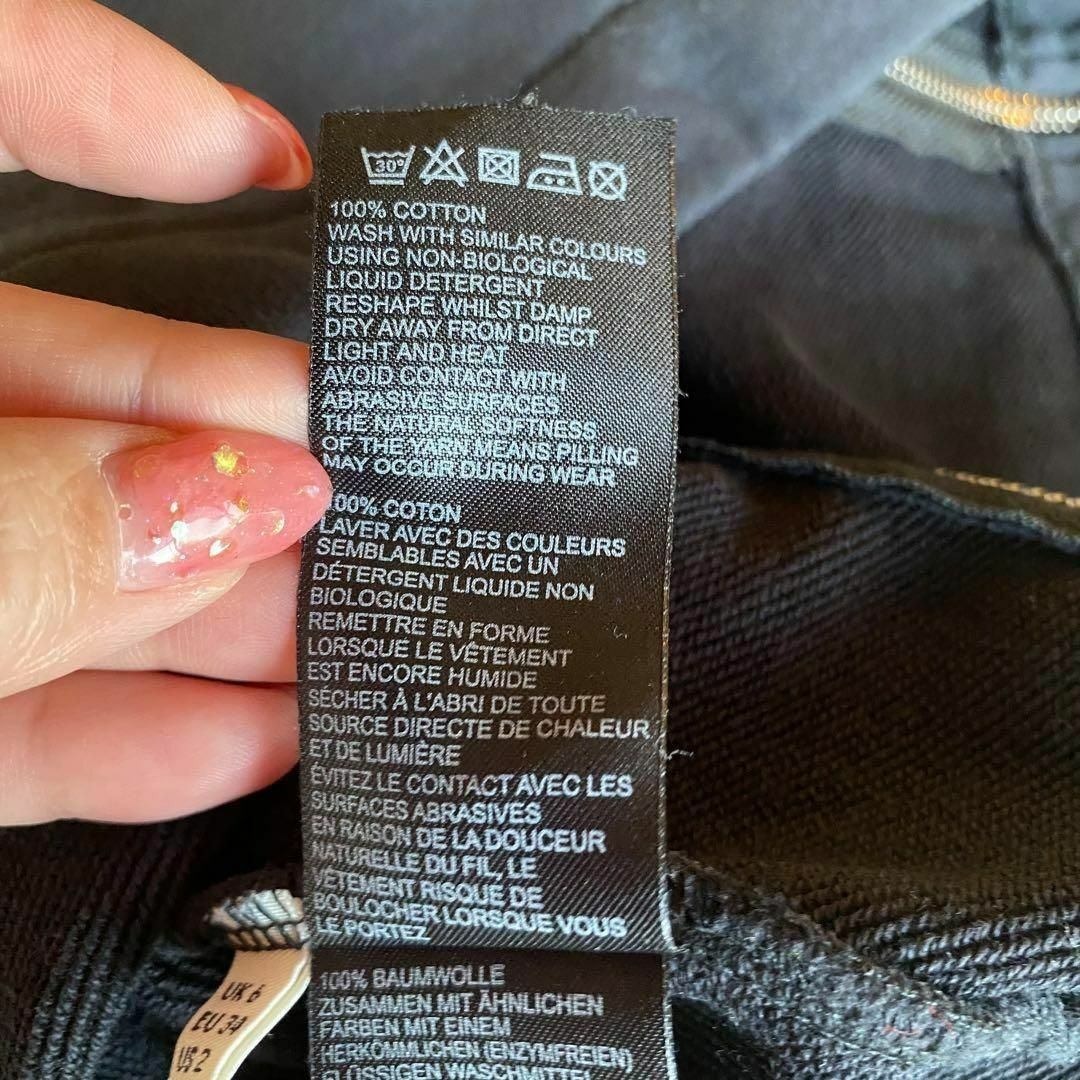 30°
100% COTTON
WASH WITH SIMILAR COLOURS
USING NON-BIOLOGICAL
LIQUID DETERGENT
RESHAPE WHILST DAMP
DRY AWAY FROM DIRECT
LIGHT AND HEAT
AVOID CONTACT WITH
ABRASIVE SURFACES
THE NATURAL SOFTNESS
OF THE YARN MEANS PILLING
MAY OCCUR DURING WEAR
100% COTON
LAVER AVEC DES COULEURS
SEMBLABLES AVEC UN
DÉTERGENT LIQUIDE NON
BIOLOGIQUE
REMETTRE EN FORME
LORSQUE LE VÊTEMENT
EST ENCORE HUMIDE
SÉCHER À L'ABRI DE TOUTE
SOURCE DIRECTE DE CHALEUR
ET DE LUMIÈRE
ÉVITEZ LE CONTACT AVEC LES
SURFACES ABRASIVES
EN RAISON DE LA DOUCEUR
NATURELLE DU FIL, LE
VÊTEMENT RISQUE DE
BOULOCHER LORSQUE VOUS
LE PORTEZ
100% BAUMWOLLE
ZUSAMMEN MIT ÄHNLICHEN
FARBEN MIT EINEM
HERKÖMMLICHEN (ENZYMFREIEN)
FLÜSSIGEN WASCHMITTEL
UK 6
EU 34
US 2